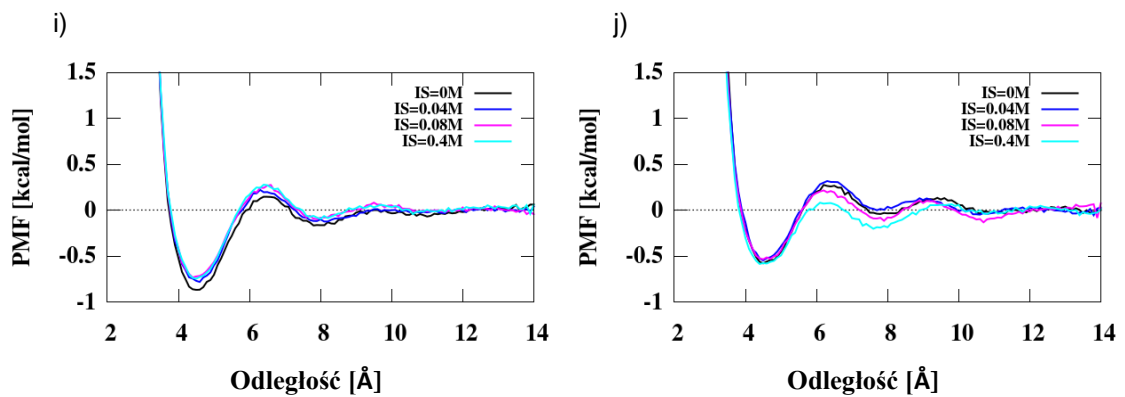 i)
PMF [kcal/mol]
1.5
1
0.5
0
-0.5
-1
IS=0M
IS=0.04M
IS=0.08M
IS=0.4M
2 4 6 8 10 12 14
Odległość [Å]
j)
PMF [kcal/mol]
1.5
1
0.5
0
-0.5
-1
IS=0M
IS=0.04M
IS=0.08M
IS=0.4M
2 4 6 8 10 12 14
Odległość [Å]